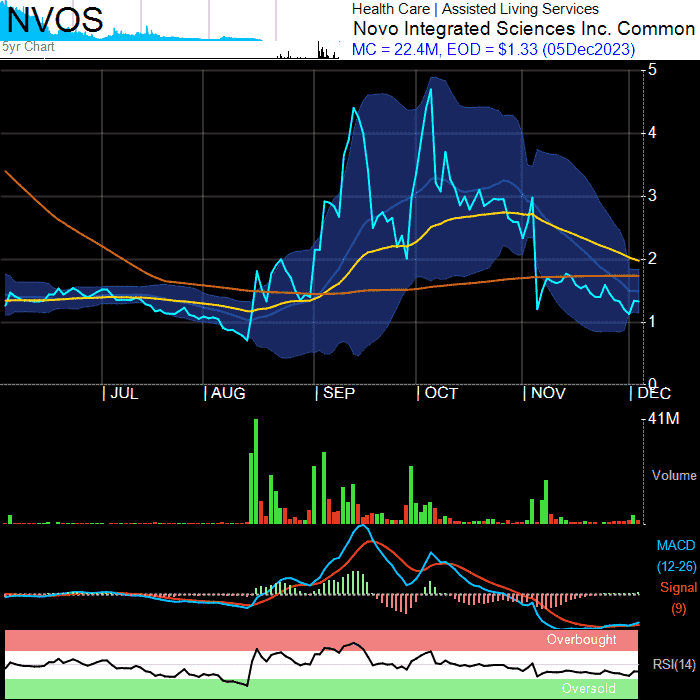 NVOS
Health Care | Assisted Living Services
Novo Integrated Sciences Inc. Common
5yr Chart
MC = 22.4M, EOD = $1.33 (05Dec2023)
5
4
3
2
1
0
| JUL | AUG | SEP | OCT | NOV | DEC
41M
Volume
MACD
(12-26)
Signal
(9)
Overbought
RSI(14)
Oversold